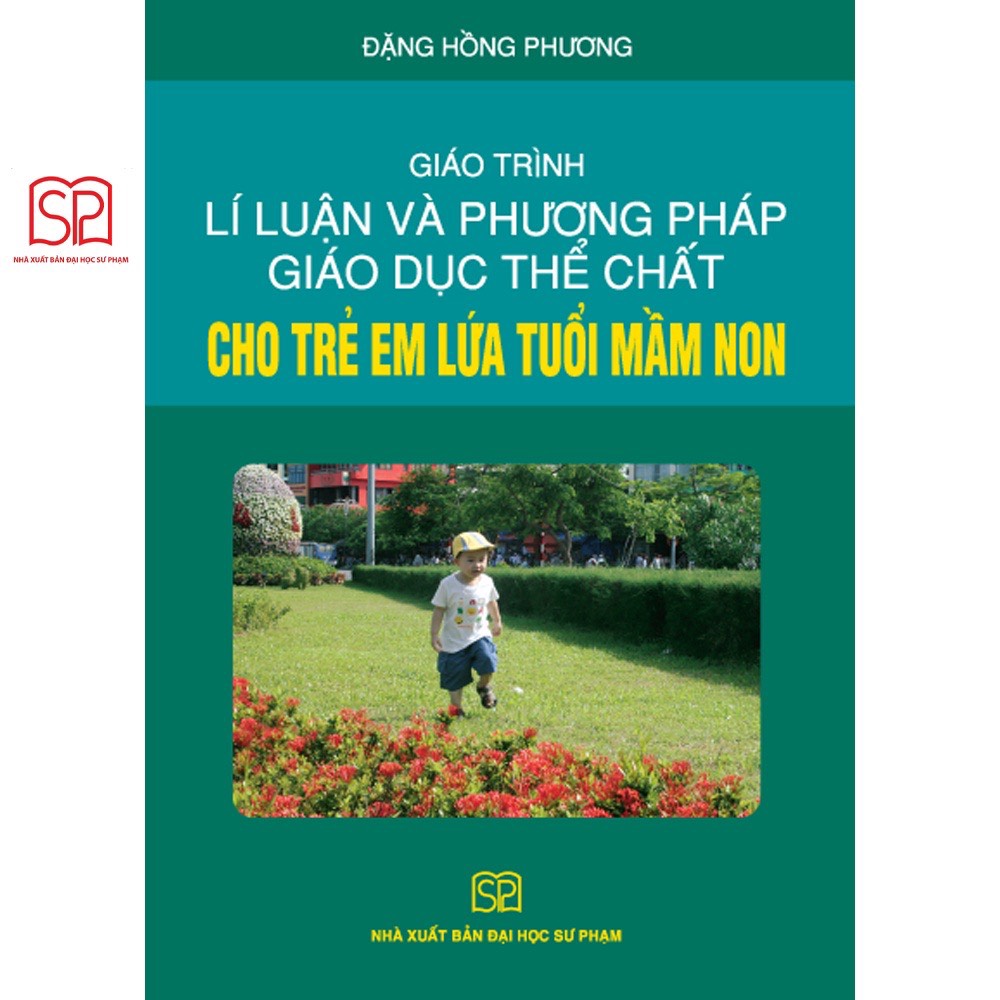 ĐẶNG HỒNG PHƯƠNG
GIÁO TRÌNH
LÍ LUẬN VÀ PHƯƠNG PHÁP
GIÁO DỤC THỂ CHẤT
CHO TRẺ EM LỨA TUỔI MẦM NON
SP
NHÀ XUẤT BẢN ĐẠI HỌC SƯ PHẠM
SP
NHÀ XUẤT BẢN ĐẠI HỌC SƯ PHẠM